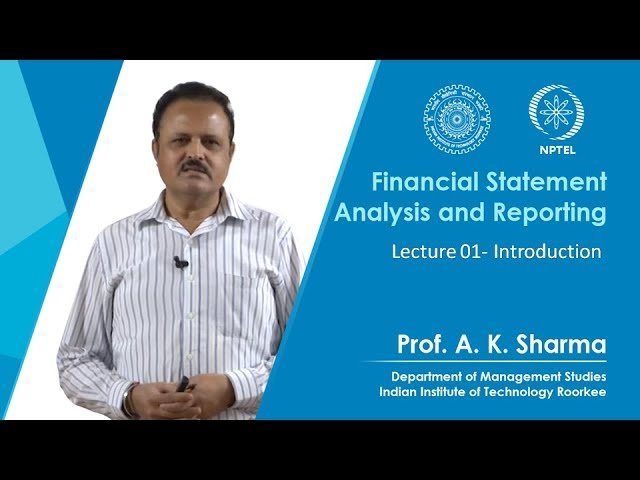 NPTEL
Financial Statement
Analysis and Reporting
Lecture 01- Introduction
Prof. A. K. Sharma
Department of Management Studies
Indian Institute of Technology Roorkee